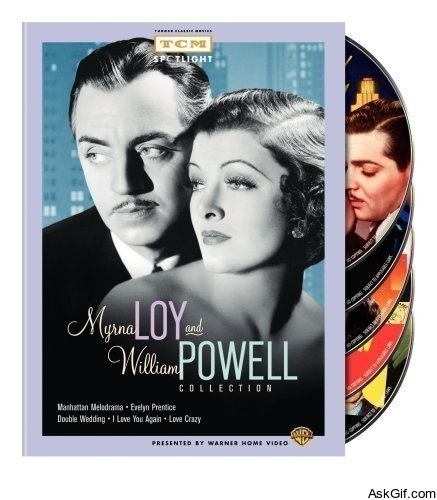 TURNER CLASSIC MOVIES
TCM
SPOTLIGHT
Myrna LOY and
William POWELL
COLLECTION
Manhattan Melodrama • Evelyn Prentice
Double Wedding • I Love You Again • Love Crazy
PRESENTED BY WARNER HOME VIDEO
AskGif.com